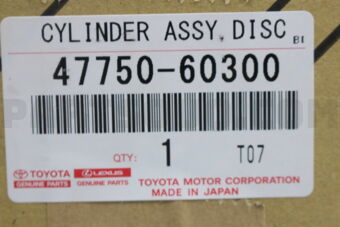 CYLINDER ASSY, DISC BI
47750-60300
QTY: 1 T07
TOYOTA LEXUS
GENUINE PARTS GENUINE PARTS
TOYOTA MOTOR CORPORATION
MADE IN JAPAN